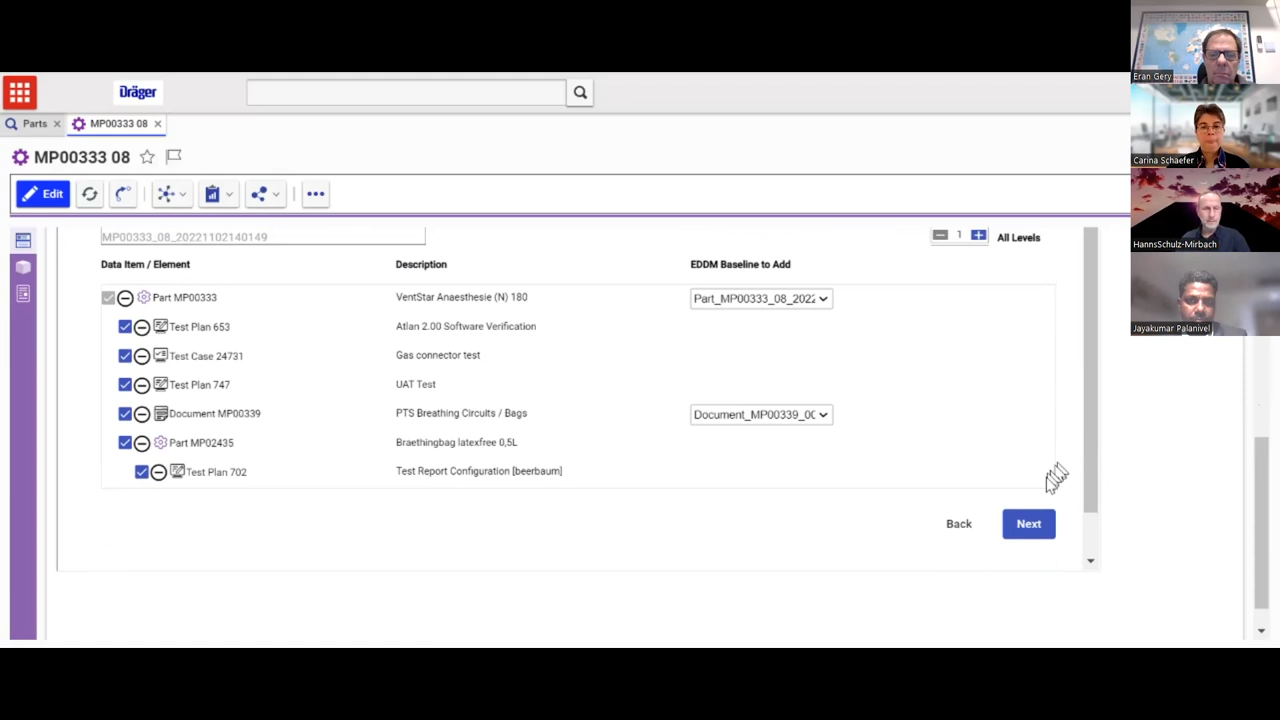 Dräger
Parts
MP00333 08
MP00333 08
Edit
MP00333_08_20221102140149
1
All Levels
Data Item / Element
Description
EDDM Baseline to Add
Part MP00333
VentStar Anaesthesie (N) 180
Part_MP00333_08_2022
Test Plan 653
Atlan 2.00 Software Verification
Test Case 24731
Gas connector test
Test Plan 747
UAT Test
Document MP00339
PTS Breathing Circuits / Bags
Document_MP00339_00
Part MP02435
Braethingbag latexfree 0,5L
Test Plan 702
Test Report Configuration [beerbaum]
Back
Next
Eran Gery
Carina Schaefer
HannsSchulz-Mirbach
Jayakumar Palanivel